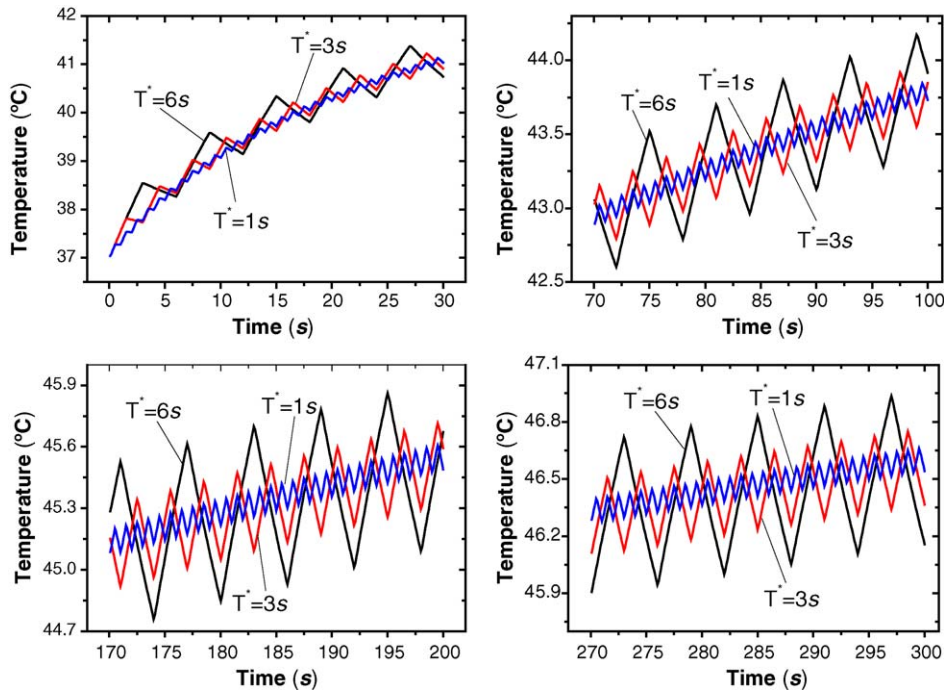 42
41
40
39
38
37
Temperature (ºC)
T*=3s
T*=6s
T*=1s
0 5 10 15 20 25 30
Time (s)
44.0
43.5
43.0
42.5
Temperature (ºC)
T*=1s
T*=6s
T*=3s
70 75 80 85 90 95 100
Time (s)
45.9
45.6
45.3
45.0
44.7
Temperature (ºC)
T*=6s
T*=1s
T*=3s
170 175 180 185 190 195 200
Time (s)
47.1
46.8
46.5
46.2
45.9
Temperature (ºC)
T*=6s
T*=1s
T*=3s
270 275 280 285 290 295 300
Time (s)